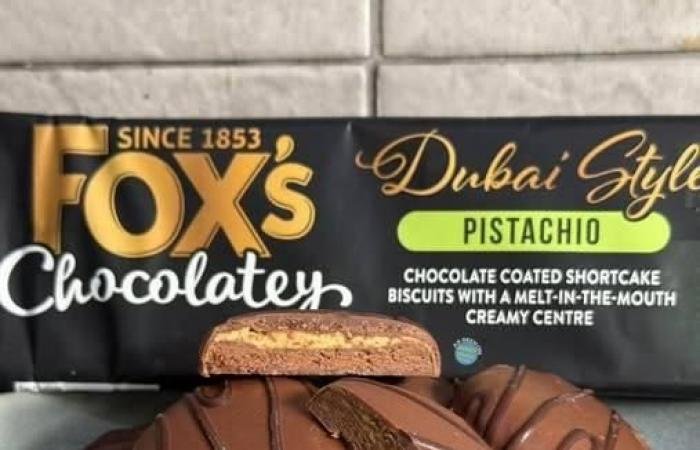 SINCE 1853
FOX's
Chocolatey
Dubai Style
PISTACHIO
CHOCOLATE COATED SHORTCAKE
BISCUITS WITH A MELT-IN-THE-MOUTH
CREAMY CENTRE